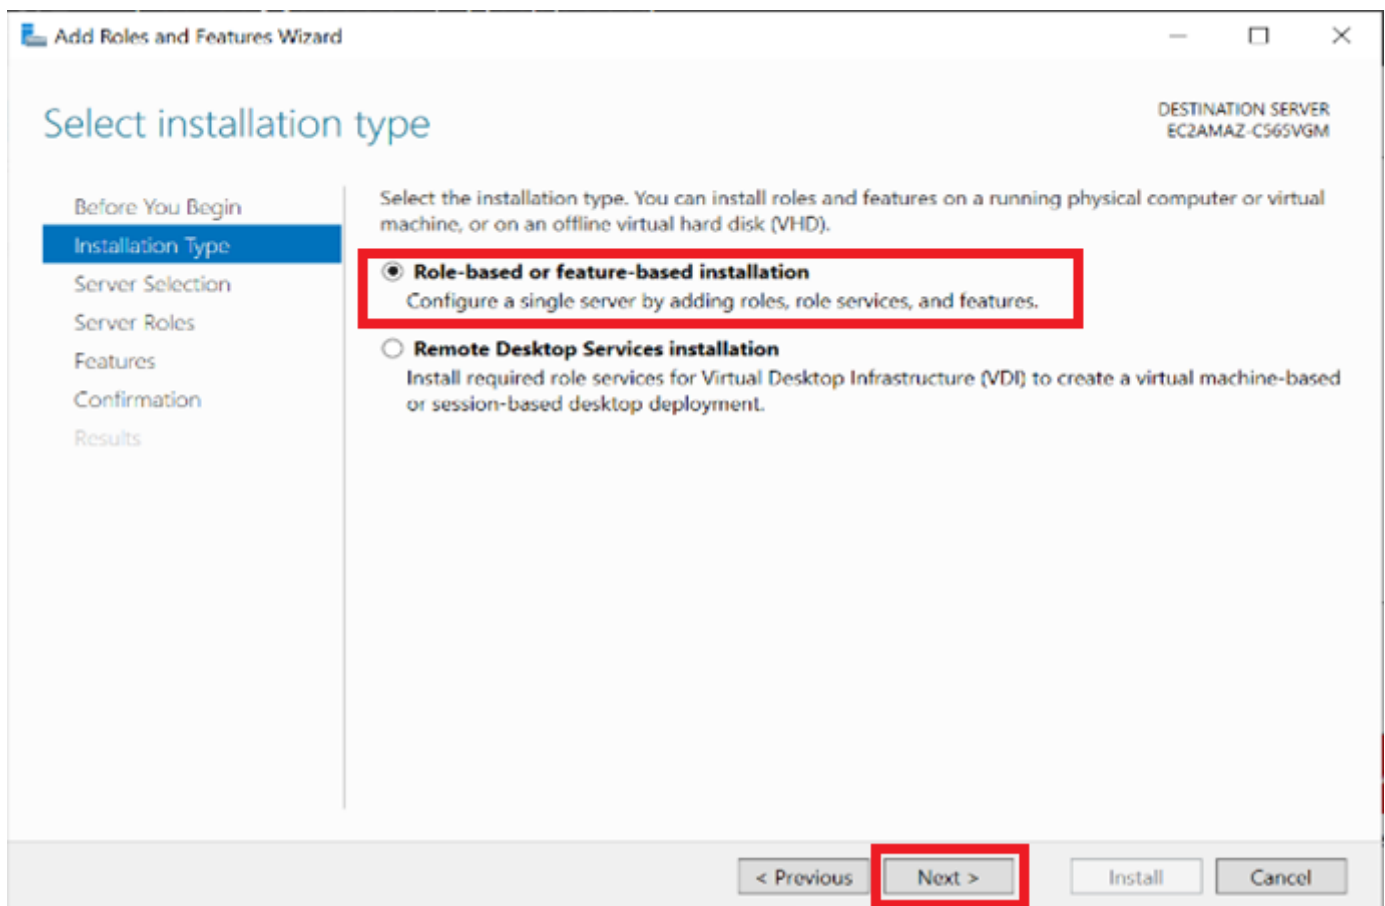 Add Roles and Features Wizard
Select installation type
DESTINATION SERVER
EC2AMAZ-C565VGM
Before You Begin
Installation Type
Server Selection
Server Roles
Features
Confirmation
Results
Select the installation type. You can install roles and features on a running physical computer or virtual
machine, or on an offline virtual hard disk (VHD).
Role-based or feature-based installation
Configure a single server by adding roles, role services, and features.
Remote Desktop Services installation
Install required role services for Virtual Desktop Infrastructure (VDI) to create a virtual machine-based
or session-based desktop deployment.
< Previous
Next >
Install
Cancel